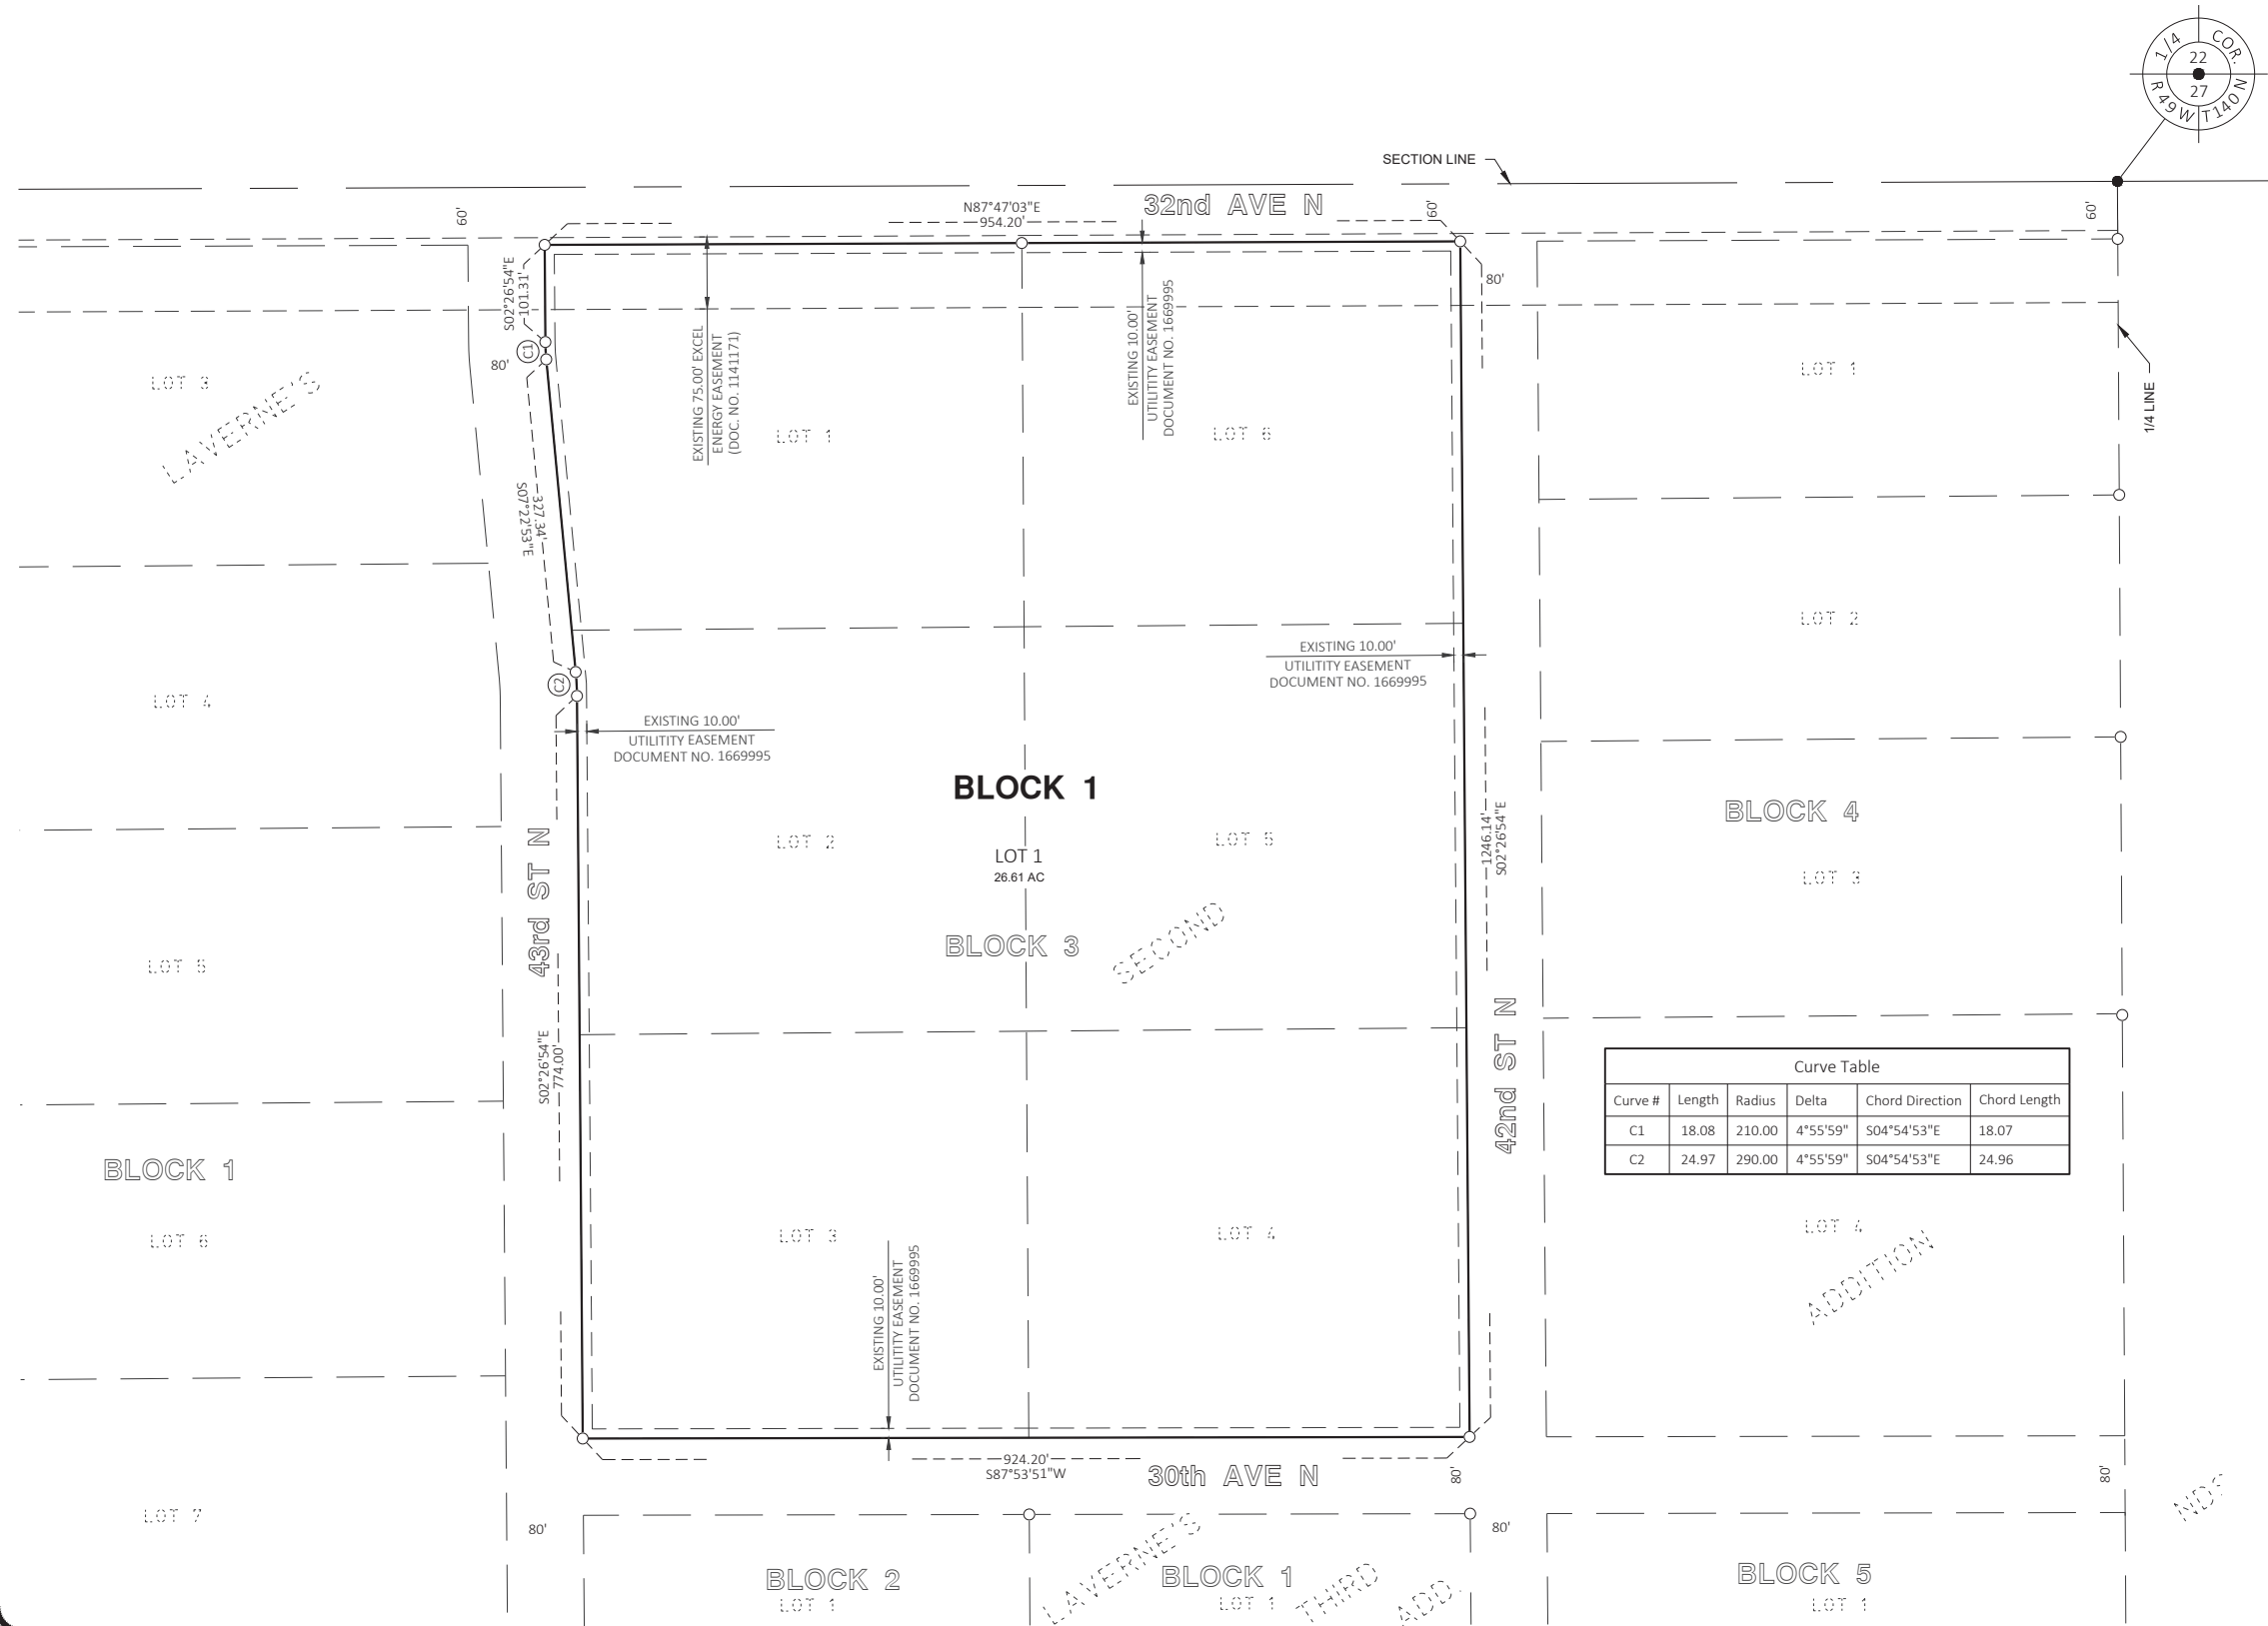 1/4 COR.
22
27
R 49 W T 140 N
SECTION LINE
60'
N87°47'03"E
954.20'
32nd AVE N
60'
60'
S02°26'54"E
101.31'
80'
C1
80'
EXISTING 75.00' EXCEL
ENERGY EASEMENT
(DOC. NO. 1141171)
EXISTING 10.00'
UTILITITY EASEMENT
DOCUMENT NO. 1669995
LOT 3
LAVERNE'S
LOT 1
LOT 6
LOT 1
1/4 LINE
327.34'
S07°22'53"E
LOT 2
C2
EXISTING 10.00'
UTILITITY EASEMENT
DOCUMENT NO. 1669995
LOT 4
EXISTING 10.00'
UTILITITY EASEMENT
DOCUMENT NO. 1669995
BLOCK 1
BLOCK 4
1246.14'
S02°26'54"E
LOT 2
LOT 5
LOT 1
26.61 AC
LOT 3
43rd ST N
BLOCK 3
SECOND
LOT 5
S02°26'54"E
774.00'
42nd ST N
Curve Table
Curve # Length Radius Delta Chord Direction Chord Length
C1 18.08 210.00 4°55'59" S04°54'53"E 18.07
C2 24.97 290.00 4°55'59" S04°54'53"E 24.96
BLOCK 1
LOT 6
LOT 3
LOT 4
LOT 4
ADDITION
EXISTING 10.00'
UTILITITY EASEMENT
DOCUMENT NO. 1669995
924.20'
S87°53'51"W
30th AVE N
80'
80'
LOT 7
80'
80'
BLOCK 2
LOT 1
LAVERNE'S
BLOCK 1
LOT 1
THIRD
ADD.
BLOCK 5
LOT 1